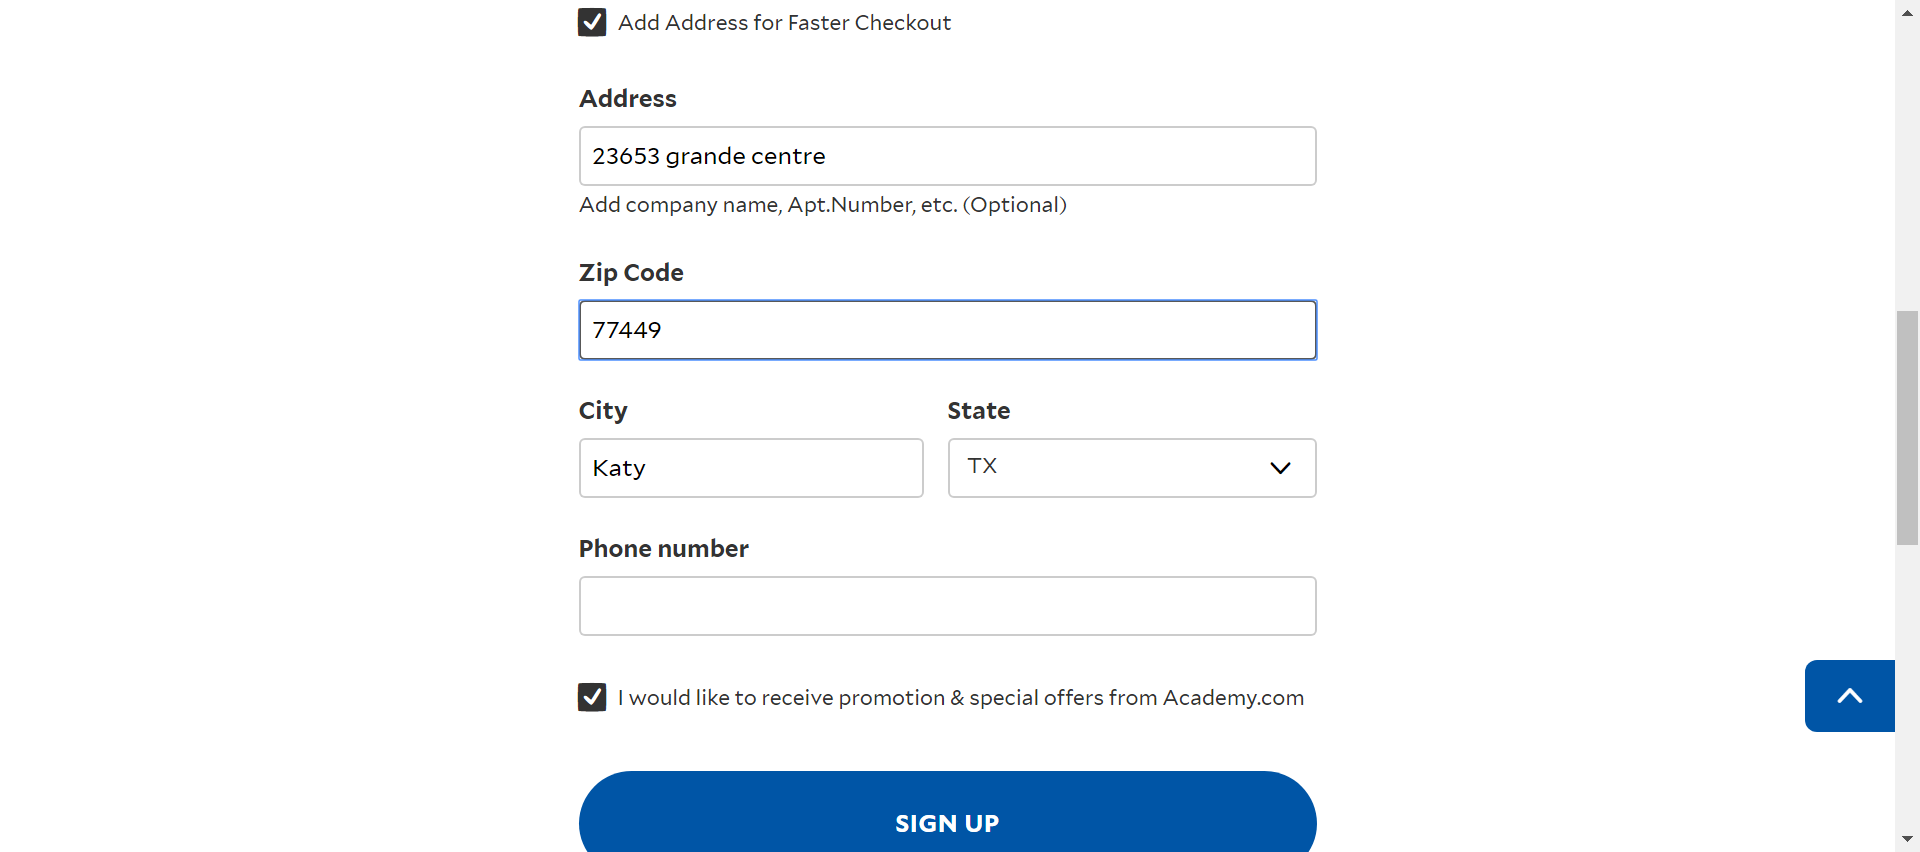 Add Address for Faster Checkout
Address
23653 grande centre
Add company name, Apt.Number, etc. (Optional)
Zip Code
77449
City
State
Katy
TX
Phone number
I would like to receive promotion & special offers from Academy.com
SIGN UP